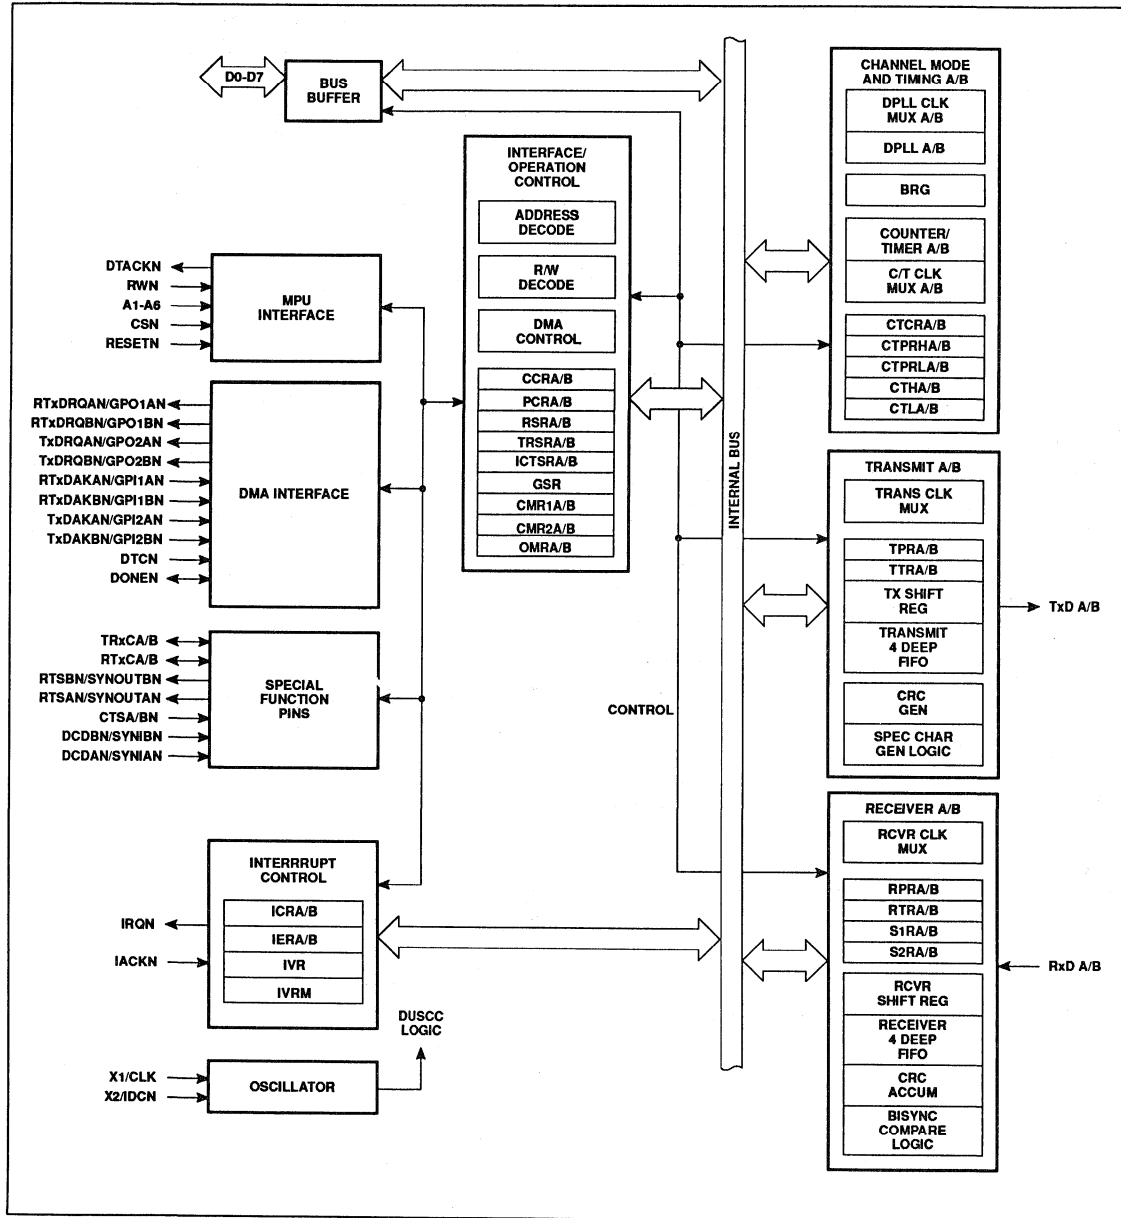 D0-D7
BUS
BUFFER
INTERFACE/
OPERATION
CONTROL
ADDRESS
DECODE
R/W
DECODE
DMA
CONTROL
CCRA/B
PCRA/B
RSRA/B
TRSRA/B
ICTSRA/B
GSR
CMR1A/B
CMR2A/B
OMRA/B
DTACKN
RWN
A1-A6
CSN
RESETN
MPU
INTERFACE
RTxDRQAN/GPO1AN
RTxDRQBN/GPO1BN
TxDRQAN/GPO2AN
TxDRQBN/GPO2BN
RTxDAKAN/GPI1AN
RTxDAKBN/GPI1BN
TxDAKAN/GPI2AN
TxDAKBN/GPI2BN
DTCN
DONEN
DMA INTERFACE
TRxCA/B
RTxCA/B
RTSBN/SYNOUTBN
RTSAN/SYNOUTAN
CTSA/BN
DCDBN/SYNIBN
DCDAN/SYNIAN
SPECIAL
FUNCTION
PINS
INTERRRUPT
CONTROL
ICRA/B
IERA/B
IVR
IVRM
IRQN
IACKN
DUSCC
LOGIC
X1/CLK
X2/IDCN
OSCILLATOR
CONTROL
INTERNAL BUS
CHANNEL MODE
AND TIMING A/B
DPLL CLK
MUX A/B
DPLL A/B
BRG
COUNTER/
TIMER A/B
C/T CLK
MUX A/B
CTCRA/B
CTPRHA/B
CTPRLA/B
CTHA/B
CTLA/B
TRANSMIT A/B
TRANS CLK
MUX
TPRA/B
TTRA/B
TX SHIFT
REG
TRANSMIT
4 DEEP
FIFO
CRC
GEN
SPEC CHAR
GEN LOGIC
TxD A/B
RECEIVER A/B
RCVR CLK
MUX
RPRA/B
RTRA/B
S1RA/B
S2RA/B
RCVR
SHIFT REG
RECEIVER
4 DEEP
FIFO
CRC
ACCUM
BISYNC
COMPARE
LOGIC
RxD A/B